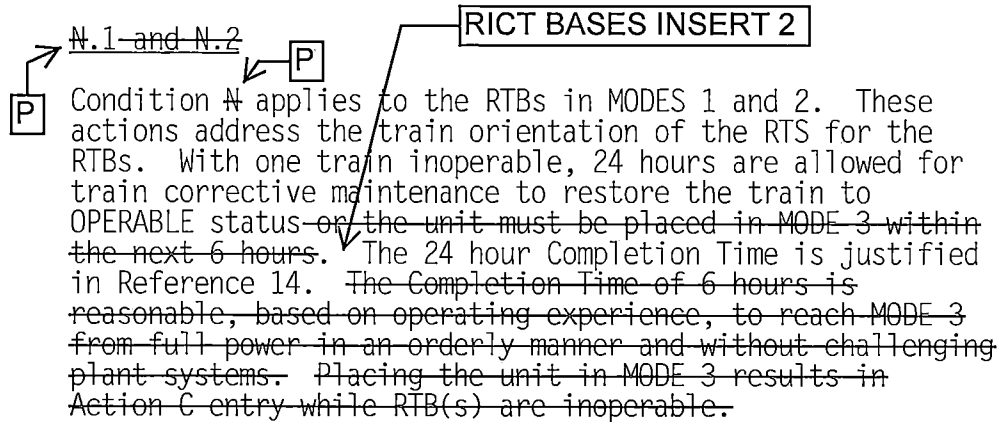 RICT BASES INSERT 2
N.1 and N.2
P
P
Condition N applies to the RTBs in MODES 1 and 2. These
actions address the train orientation of the RTS for the
RTBs. With one train inoperable, 24 hours are allowed for
train corrective maintenance to restore the train to
OPERABLE status or the unit must be placed in MODE 3 within
the next 6 hours. The 24 hour Completion Time is justified
in Reference 14. The Completion Time of 6 hours is
reasonable, based on operating experience, to reach MODE 3
from full power in an orderly manner and without challenging
plant systems. Placing the unit in MODE 3 results in
Action C entry while RTB(s) are inoperable.